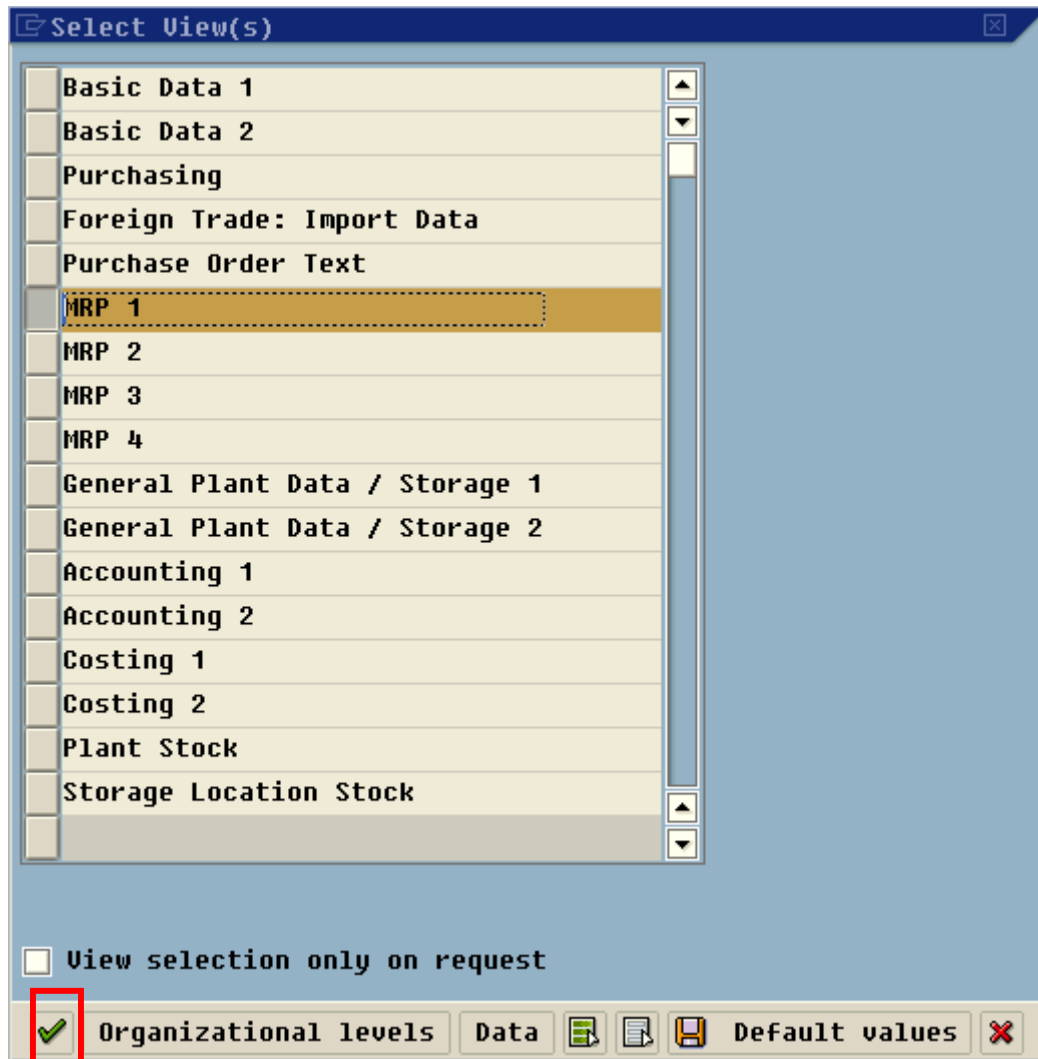 Select View(s)
Basic Data 1
Basic Data 2
Purchasing
Foreign Trade: Import Data
Purchase Order Text
MRP 1
MRP 2
MRP 3
MRP 4
General Plant Data / Storage 1
General Plant Data / Storage 2
Accounting 1
Accounting 2
Costing 1
Costing 2
Plant Stock
Storage Location Stock
View selection only on request
Organizational levels Data Default values